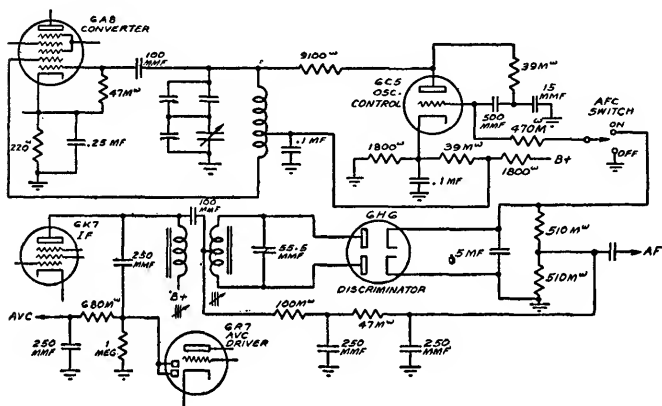 6A8
CONVERTER
100
MMF
47Mω
220ω
.25 MF
9100ω
.1 MF
6C5
OSC.
CONTROL
39Mω
500
MMF
15
MMF
ω
470M
AFC
SWITCH
ON
OFF
1800ω
39Mω
1800ω
B+
.1 MF
6K7
IF
250
MMF
100
MMF
B+
55.5
MMF
6H6
DISCRIMINATOR
.5 MF
510Mω
510Mω
AF
AVC
680Mω
250
MMF
1
MEG
6R7
AVC
DRIVER
100Mω
47Mω
250
MMF
250
MMF